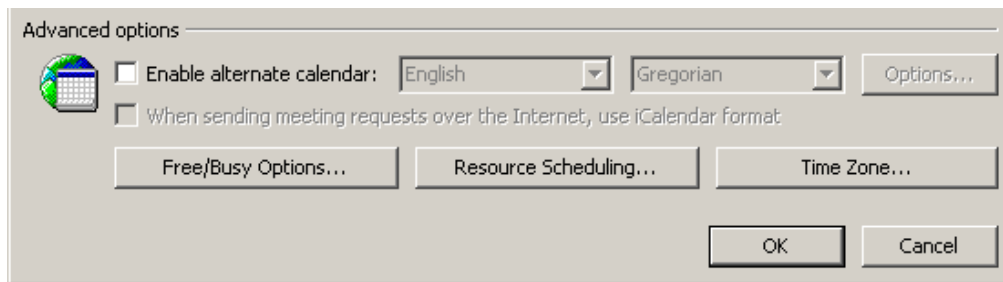 Advanced options
Enable alternate calendar: English Gregorian Options...
When sending meeting requests over the Internet, use iCalendar format
Free/Busy Options... Resource Scheduling... Time Zone...
OK Cancel